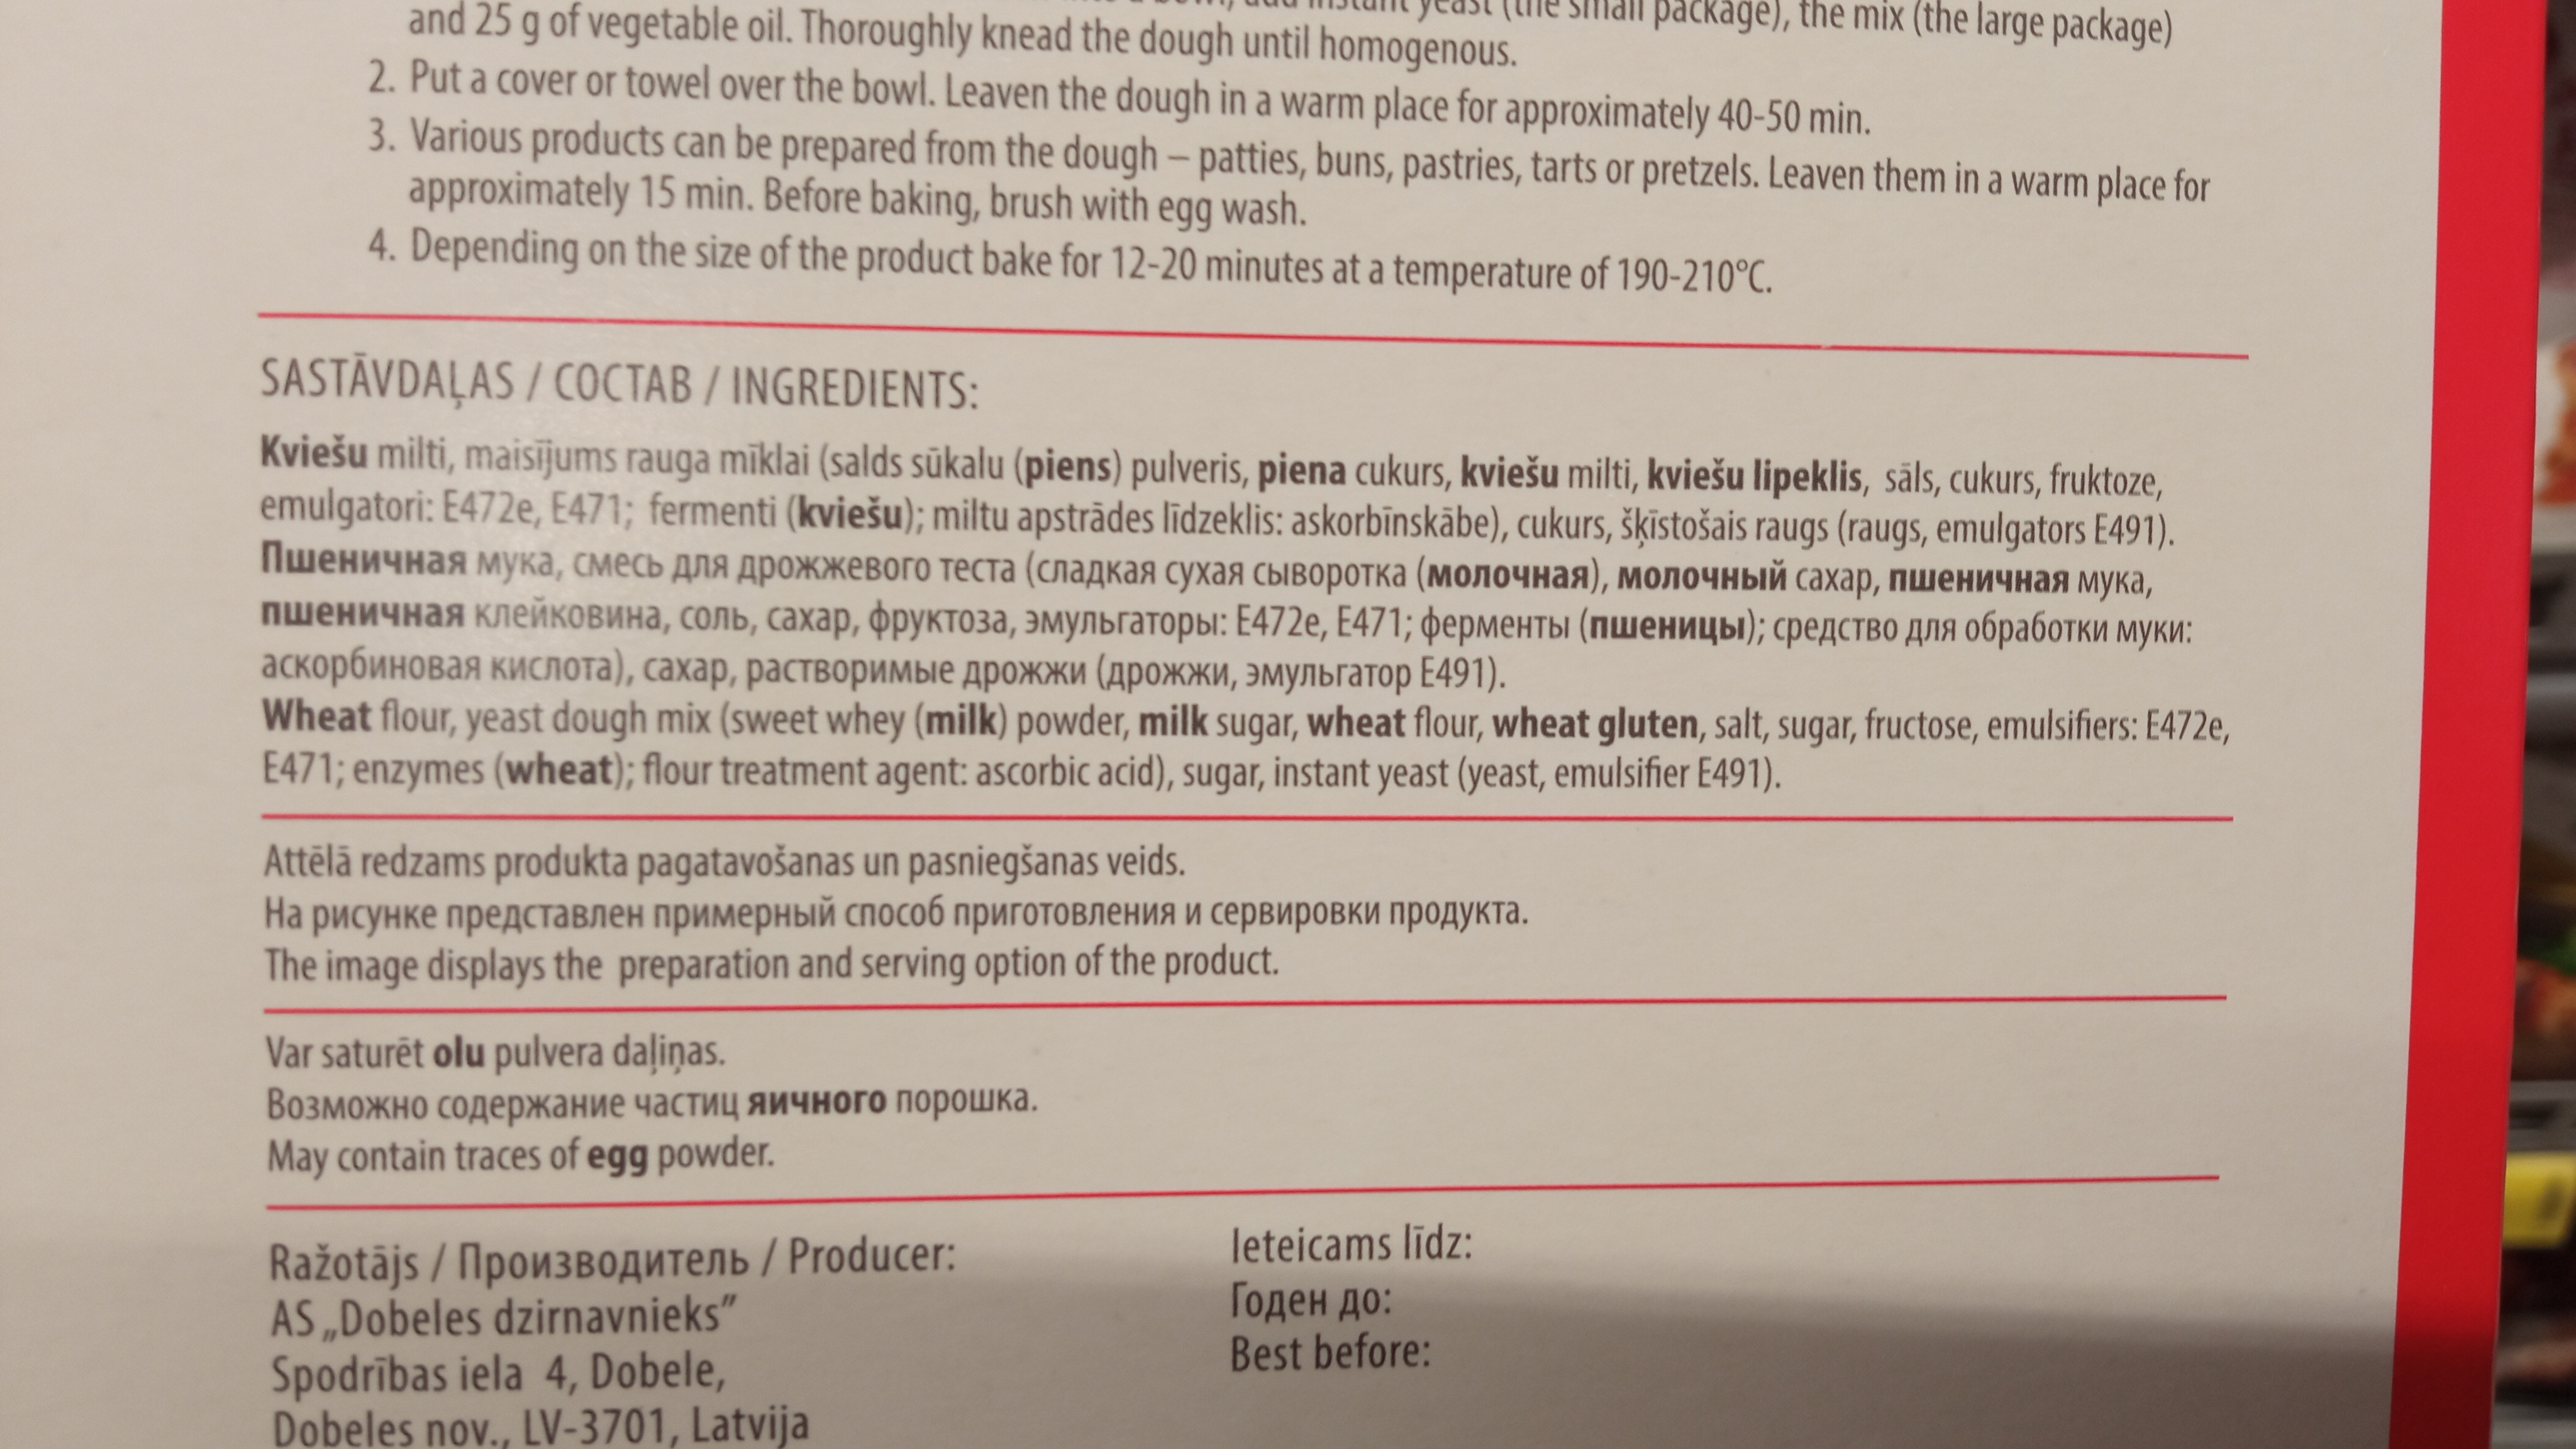 add instant yeast (the small package), the mix (the large package)
and 25 g of vegetable oil. Thoroughly knead the dough until homogenous.
2. Put a cover or towel over the bowl. Leaven the dough in a warm place for approximately 40-50 min.
3. Various products can be prepared from the dough – patties, buns, pastries, tarts or pretzels. Leaven them in a warm place for
approximately 15 min. Before baking, brush with egg wash.
4. Depending on the size of the product bake for 12-20 minutes at a temperature of 190-210°C.
SASTĀVDAĻAS / СОСТАВ / INGREDIENTS:
Kviešu milti, maisījums rauga mīklai (salds sūkalu (piens) pulveris, piena cukurs, kviešu milti, kviešu lipeklis, sāls, cukurs, fruktoze,
emulgatori: E472e, E471; fermenti (kviešu); miltu apstrādes līdzeklis: askorbīnskābe), cukurs, šķīstošais raugs (raugs, emulgators E491).
Пшеничная мука, смесь для дрожжевого теста (сладкая сухая сыворотка (молочная), молочный сахар, пшеничная мука,
пшеничная клейковина, соль, сахар, фруктоза, эмульгаторы: E472e, E471; ферменты (пшеницы); средство для обработки муки:
аскорбиновая кислота), сахар, растворимые дрожжи (дрожжи, эмульгатор E491).
Wheat flour, yeast dough mix (sweet whey (milk) powder, milk sugar, wheat flour, wheat gluten, salt, sugar, fructose, emulsifiers: E472e,
E471; enzymes (wheat); flour treatment agent: ascorbic acid), sugar, instant yeast (yeast, emulsifier E491).
Attēlā redzams produkta pagatavošanas un pasniegšanas veids.
На рисунке представлен примерный способ приготовления и сервировки продукта.
The image displays the preparation and serving option of the product.
Var saturēt olu pulvera daļiņas.
Возможно содержание частиц яичного порошка.
May contain traces of egg powder.
Ražotājs / Производитель / Producer:
AS „Dobeles dzirnavnieks”
Spodrības iela 4, Dobele,
Dobeles nov., LV-3701, Latvija
Ieteicams līdz:
Годен до:
Best before: